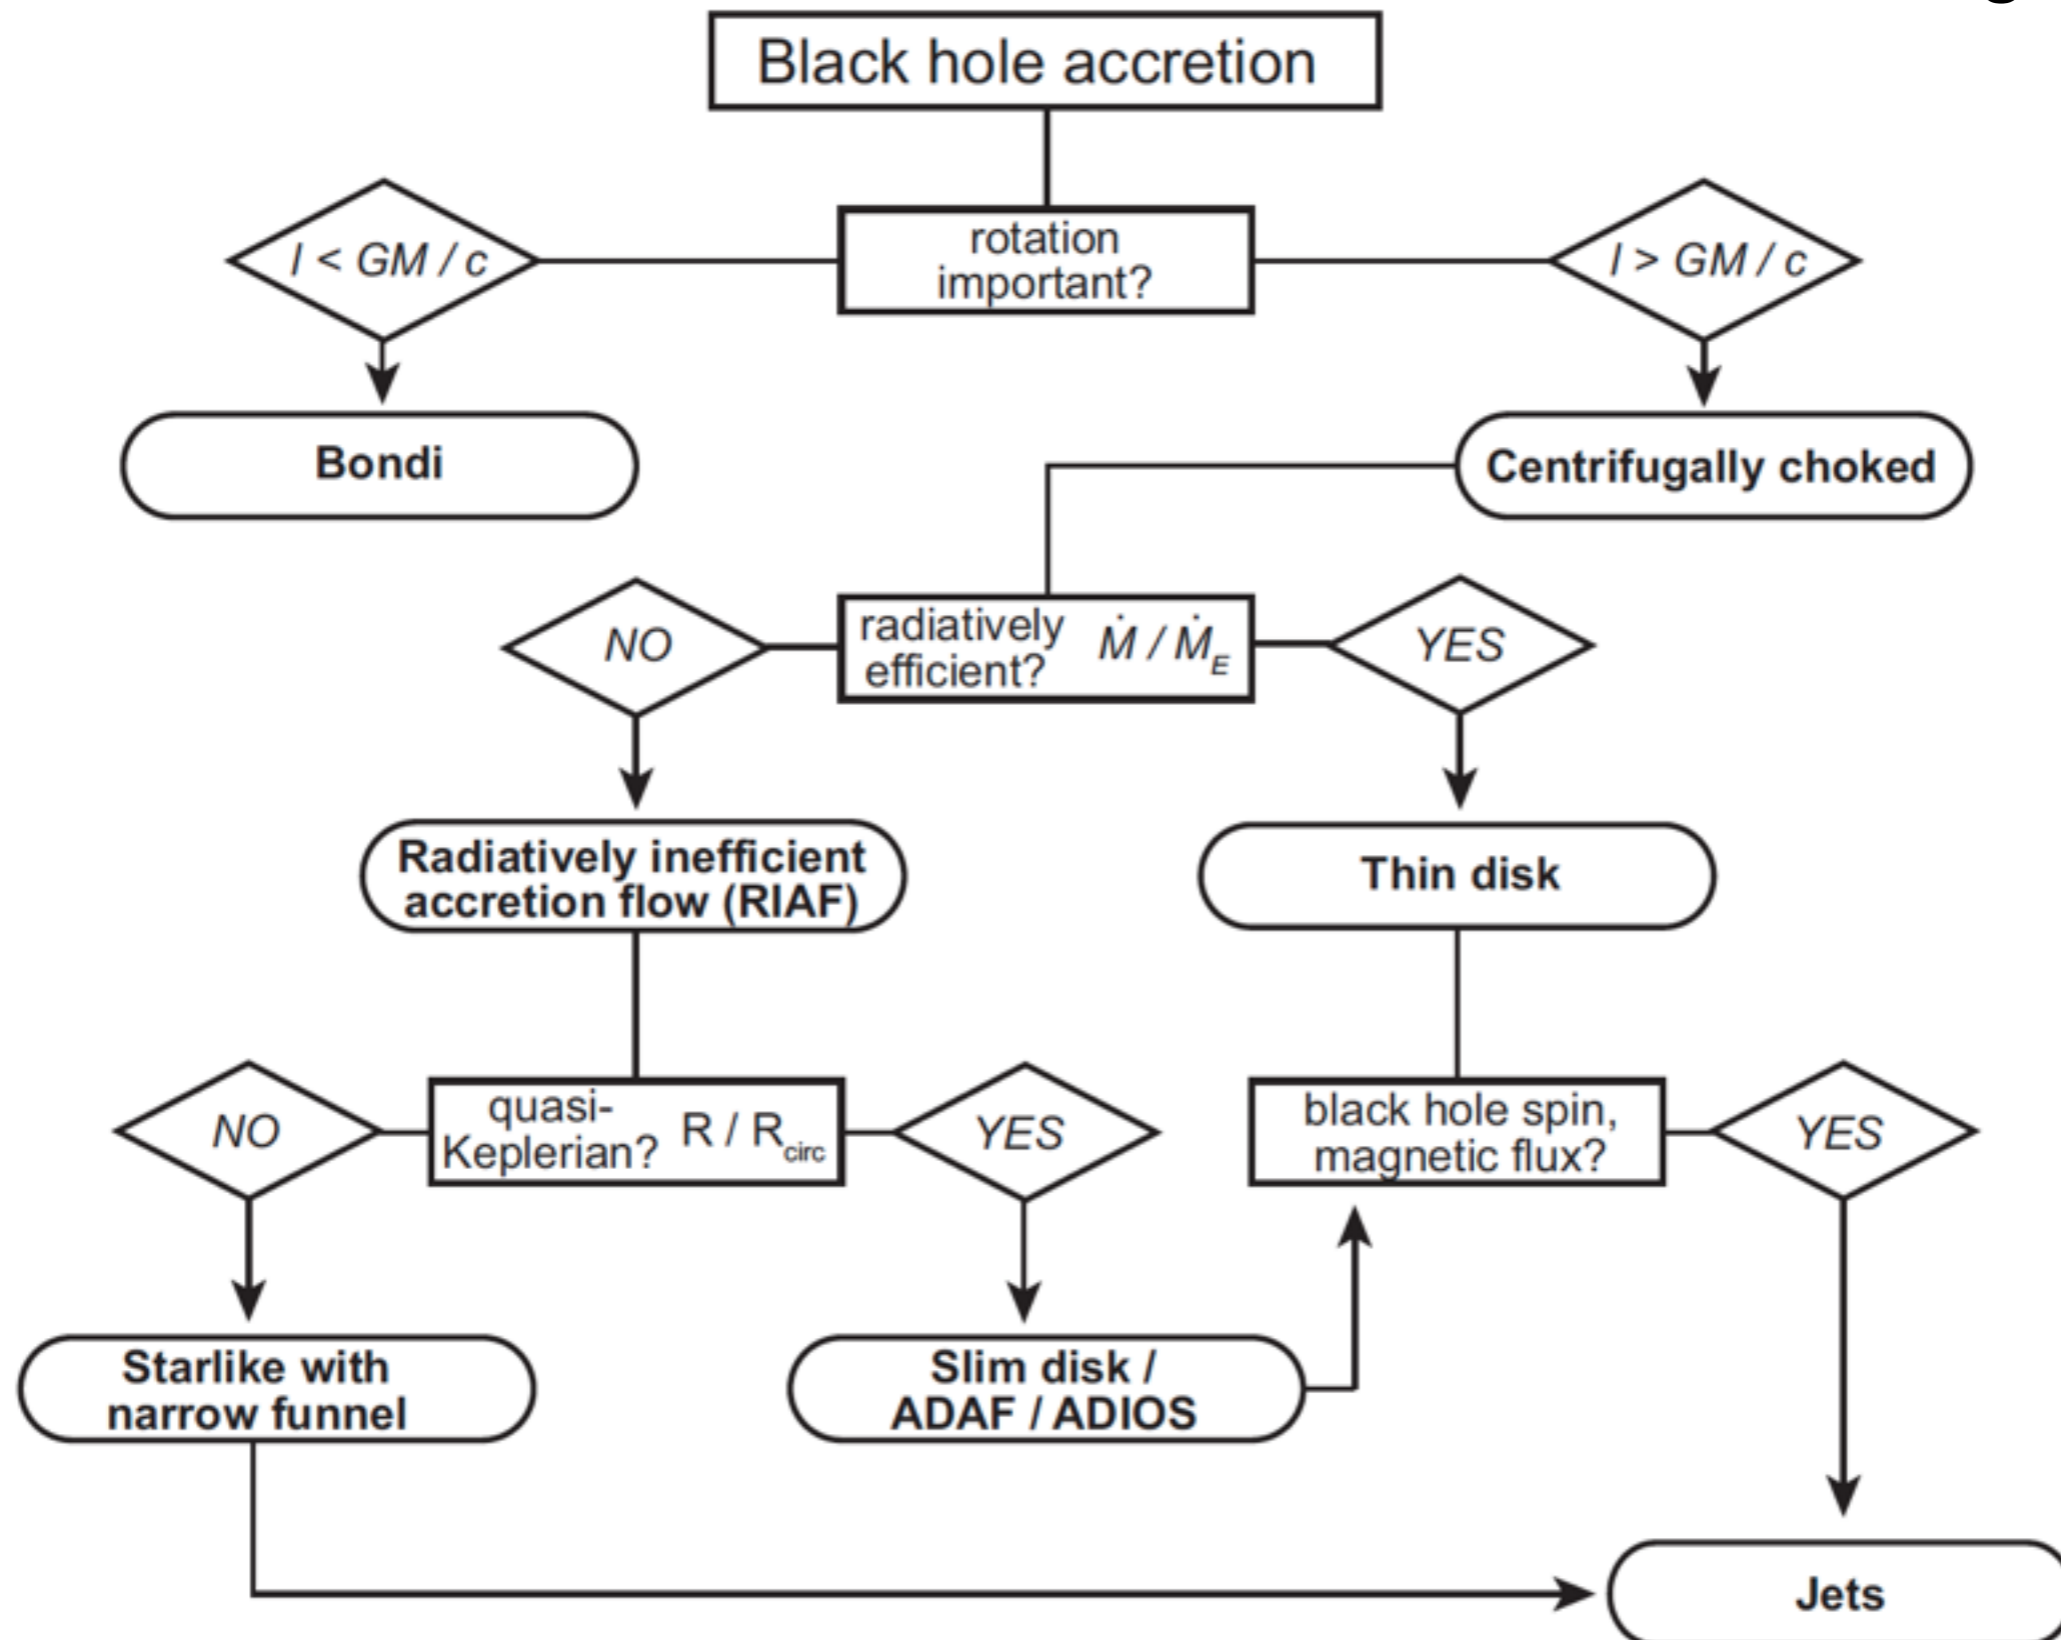 Black hole accretion
l < GM / c
rotation
important?
l > GM / c
Bondi
Centrifugally choked
NO
radiatively
efficient?
Ṁ / Ṁ_E
YES
Radiatively inefficient
accretion flow (RIAF)
Thin disk
NO
quasi-
Keplerian?
R / R_circ
YES
black hole spin,
magnetic flux?
YES
Starlike with
narrow funnel
Slim disk /
ADAF / ADIOS
Jets